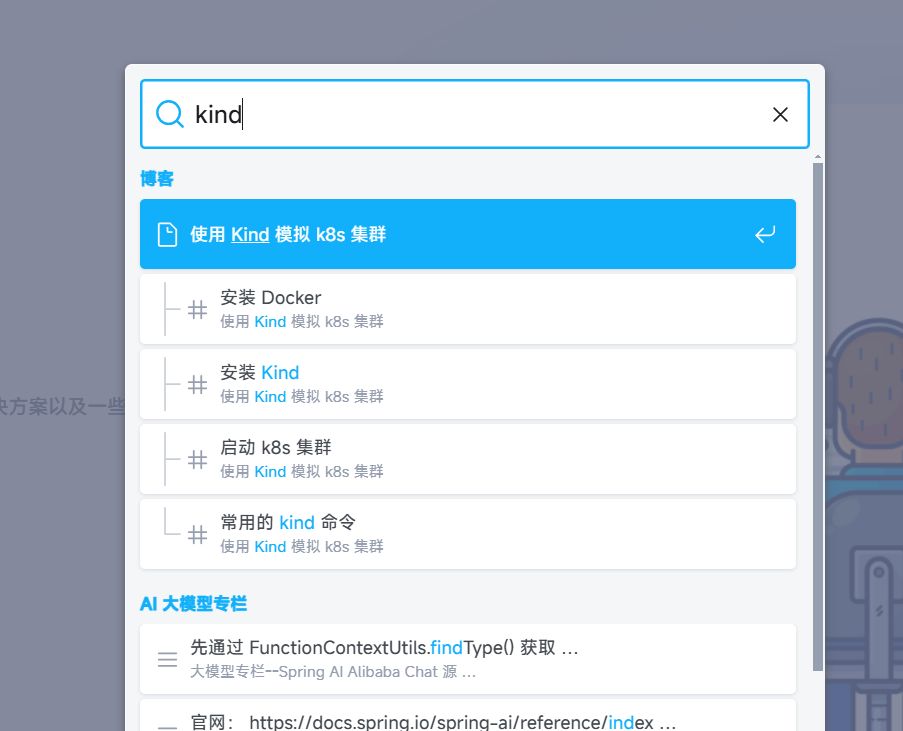 kind
博客
使用 Kind 模拟 k8s 集群
安装 Docker
使用 Kind 模拟 k8s 集群
安装 Kind
使用 Kind 模拟 k8s 集群
决方案以及一些
启动 k8s 集群
使用 Kind 模拟 k8s 集群
常用的 kind 命令
使用 Kind 模拟 k8s 集群
AI 大模型专栏
先通过 FunctionContextUtils.findType() 获取 …
大模型专栏--Spring AI Alibaba Chat 源 …
官网： https://docs.spring.io/spring-ai/reference/index …